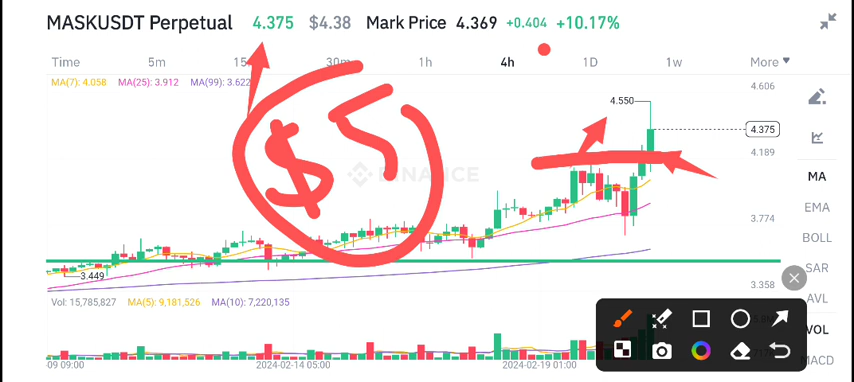 MASKUSDT Perpetual 4.375 $4.38 Mark Price 4.369 +0.404 +10.17%
Time 5m 15 30m 1h 4h 1D 1w More
MA(7): 4.058 MA(25): 3.912 MA(99): 3.622
4.606
4.550
4.375
4.189
$5
BINANCE
MA
EMA
3.774
BOLL
SAR
3.449
3.358
AVL
Vol: 15,785,827 MA(5): 9,181,526 MA(10): 7,220,135
VOL
MACD
09 09:00 2024-02-14 05:00 2024-02-19 01:00